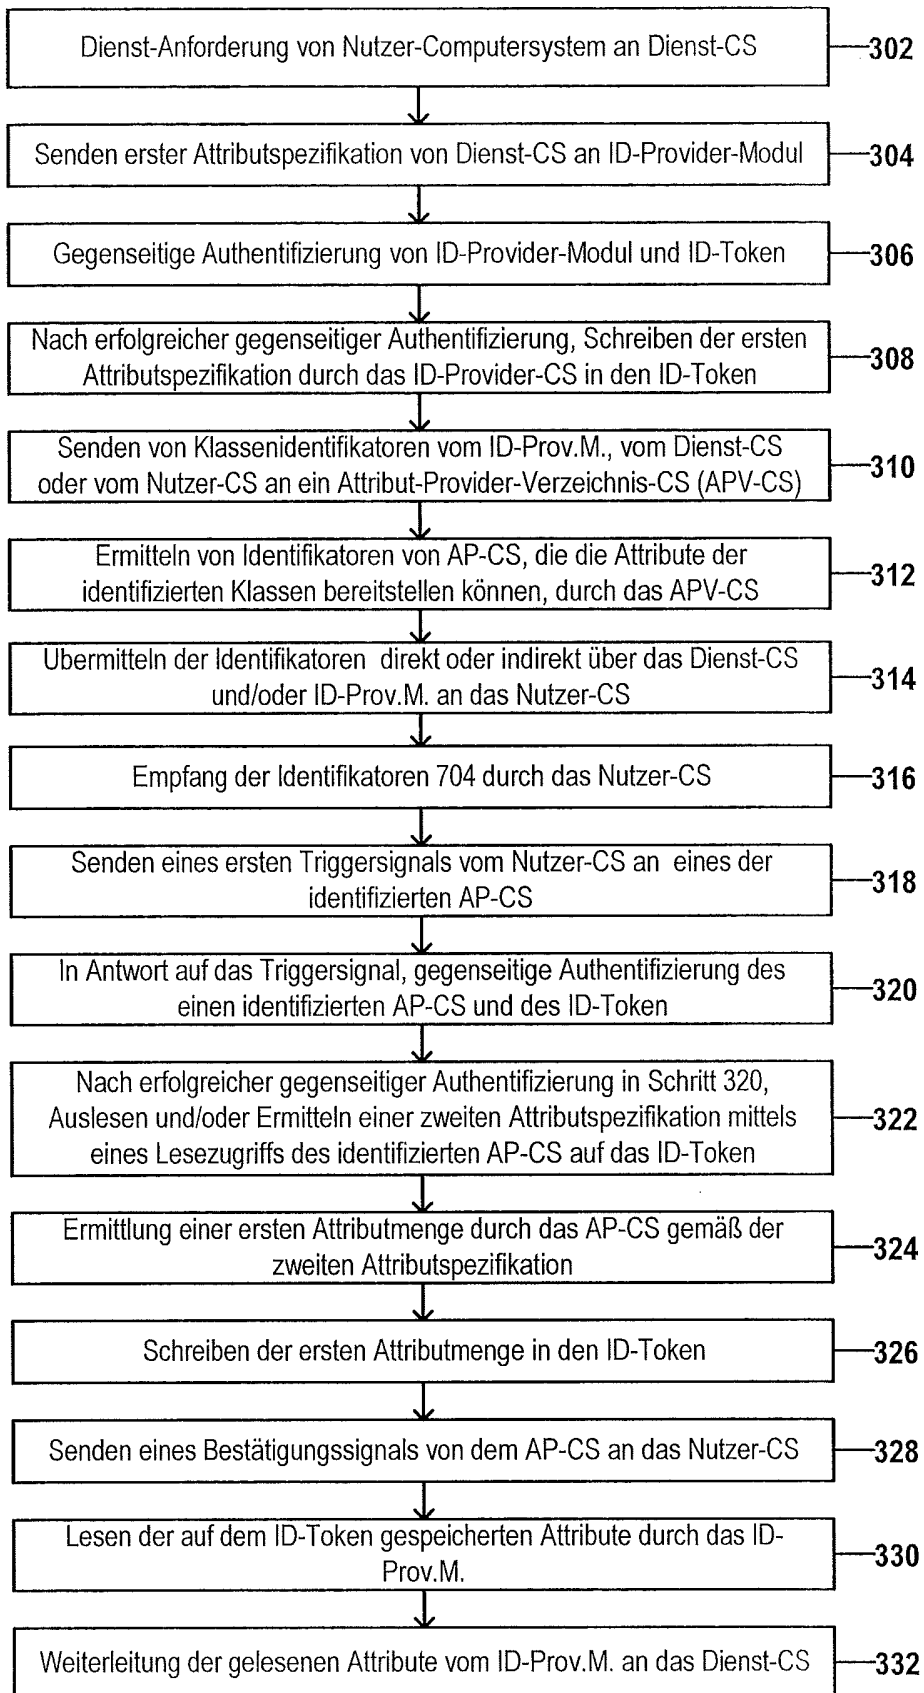 Dienst-Anforderung von Nutzer-Computersystem an Dienst-CS
302
Senden erster Attributspezifikation von Dienst-CS an ID-Provider-Modul
304
Gegenseitige Authentifizierung von ID-Provider-Modul und ID-Token
306
Nach erfolgreicher gegenseitiger Authentifizierung, Schreiben der ersten
Attributspezifikation durch das ID-Provider-CS in den ID-Token
308
Senden von Klassenidentifikatoren vom ID-Prov.M., vom Dienst-CS
oder vom Nutzer-CS an ein Attribut-Provider-Verzeichnis-CS (APV-CS)
310
Ermitteln von Identifikatoren von AP-CS, die die Attribute der
identifizierten Klassen bereitstellen können, durch das APV-CS
312
Ubermitteln der Identifikatoren direkt oder indirekt über das Dienst-CS
und/oder ID-Prov.M. an das Nutzer-CS
314
Empfang der Identifikatoren 704 durch das Nutzer-CS
316
Senden eines ersten Triggersignals vom Nutzer-CS an eines der
identifizierten AP-CS
318
In Antwort auf das Triggersignal, gegenseitige Authentifizierung des
einen identifizierten AP-CS und des ID-Token
320
Nach erfolgreicher gegenseitiger Authentifizierung in Schritt 320,
Auslesen und/oder Ermitteln einer zweiten Attributspezifikation mittels
eines Lesezugriffs des identifizierten AP-CS auf das ID-Token
322
Ermittlung einer ersten Attributmenge durch das AP-CS gemäß der
zweiten Attributspezifikation
324
Schreiben der ersten Attributmenge in den ID-Token
326
Senden eines Bestätigungssignals von dem AP-CS an das Nutzer-CS
328
Lesen der auf dem ID-Token gespeicherten Attribute durch das ID-
Prov.M.
330
Weiterleitung der gelesenen Attribute vom ID-Prov.M. an das Dienst-CS
332